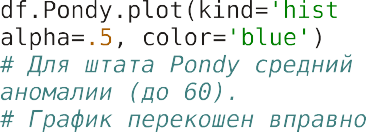 df.Pondy.plot(kind='hist
alpha=.5, color='blue')
# Для штата Pondy средний
аномалии (до 60).
# График перекошен вправно